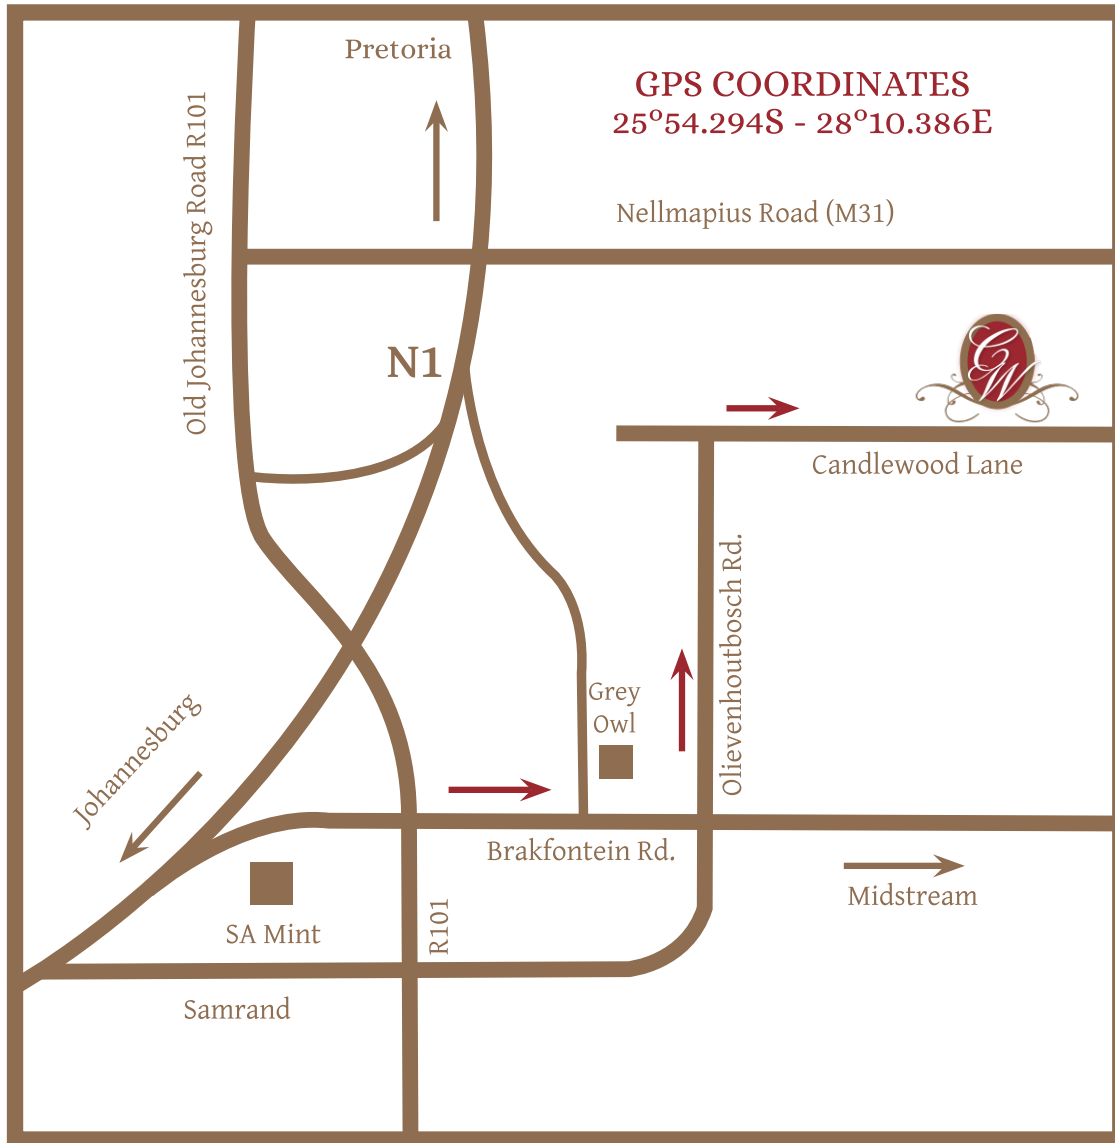 Pretoria
GPS COORDINATES
25°54.294S - 28°10.386E
Old Johannesburg Road R101
Nellmapius Road (M31)
N1
CW
Candlewood Lane
Olievenhoutbosch Rd.
Grey
Owl
Johannesburg
Brakfontein Rd.
Midstream
SA Mint
R101
Samrand